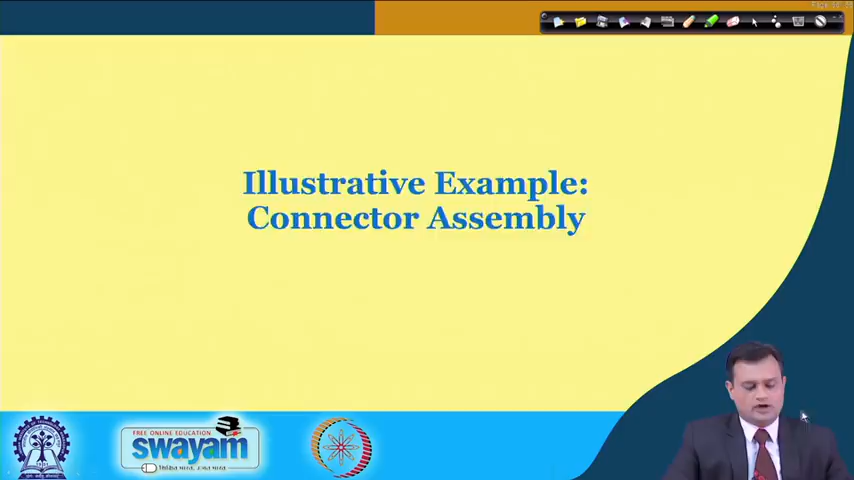 Illustrative Example:
Connector Assembly
FREE ONLINE EDUCATION
swayam